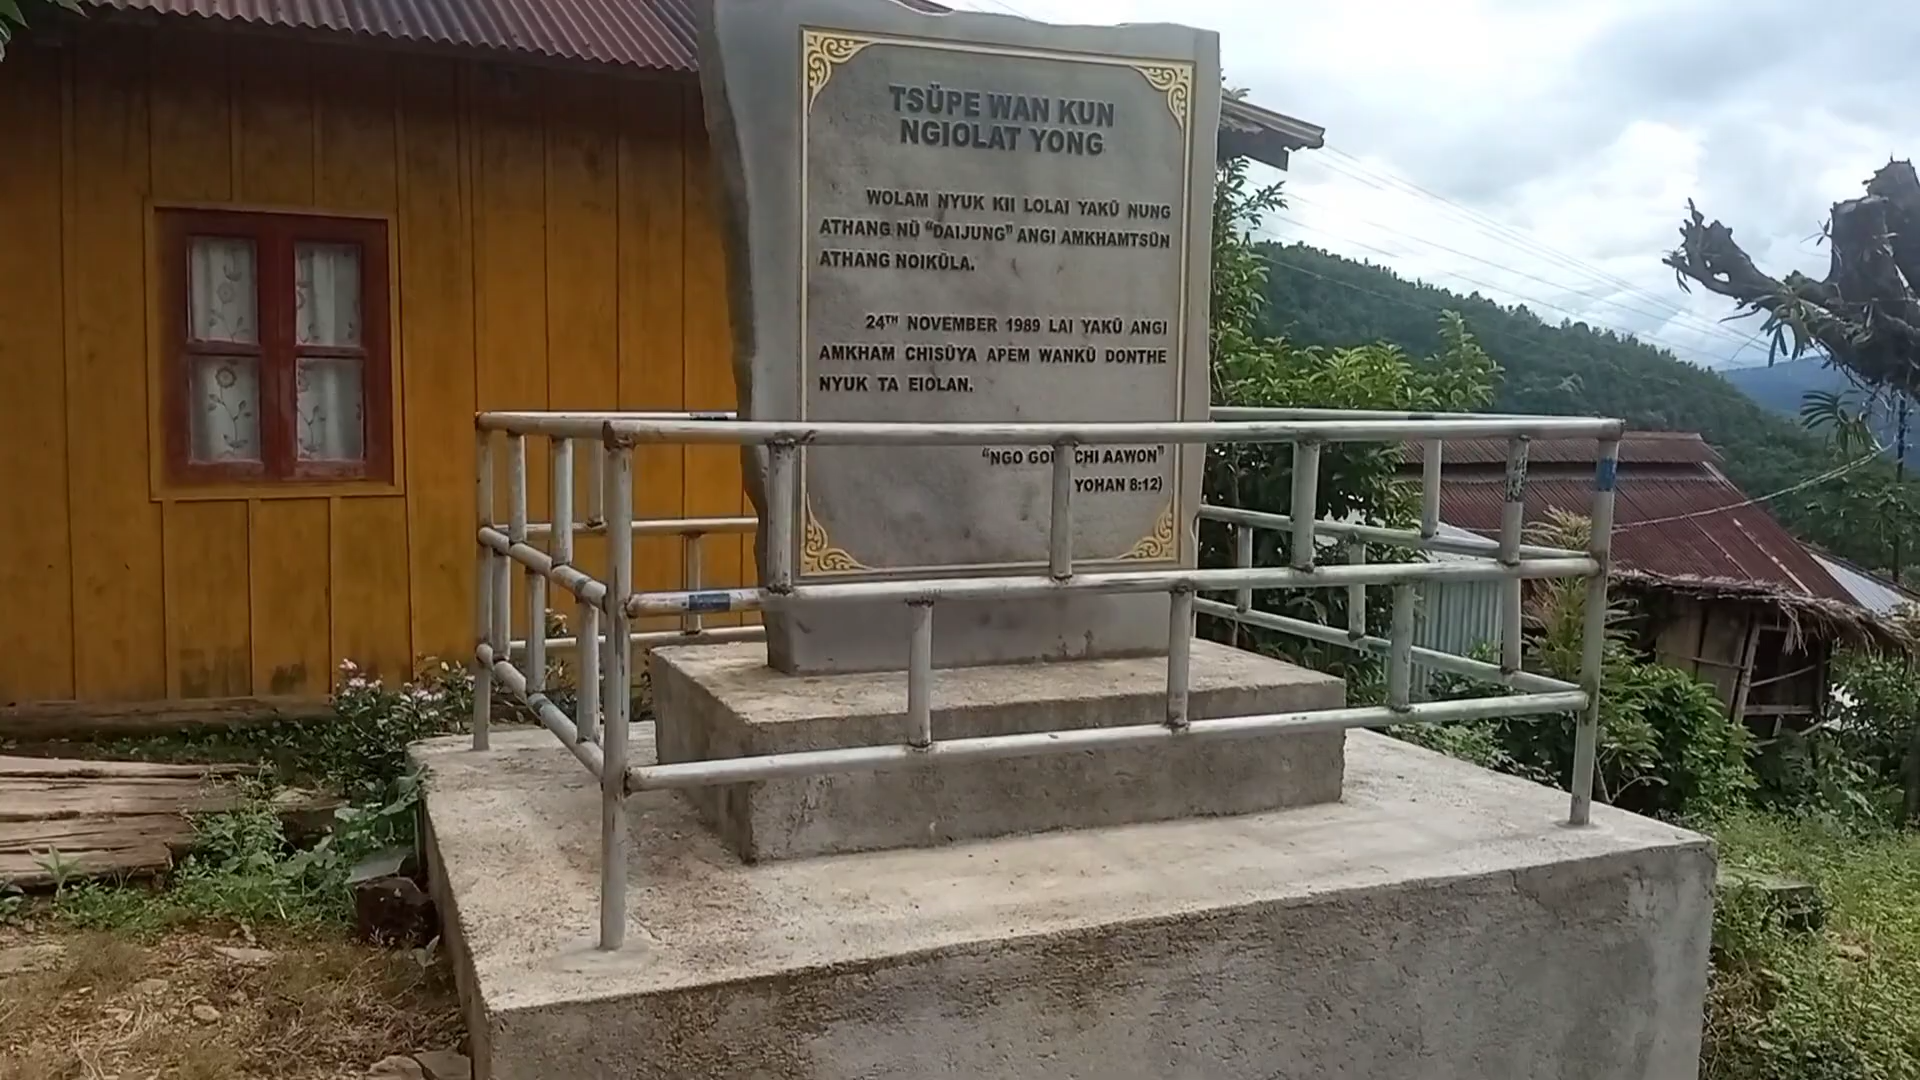 TSÜPE WAN KUN
NGIOLAT YONG
WOLAM NYUK KII LOLAI YAKÜ NUNG
ATHANG NÜ "DAIJUNG" ANGI AMKHAMTSÜN
ATHANG NOIKÜLA.
24TH NOVEMBER 1989 LAI YAKÜ ANGI
AMKHAM CHISÜYA APEM WANKÜ DONTHE
NYUK TA EIOLAN.
"NGO CHI AAWON"
YOHAN 8:12)